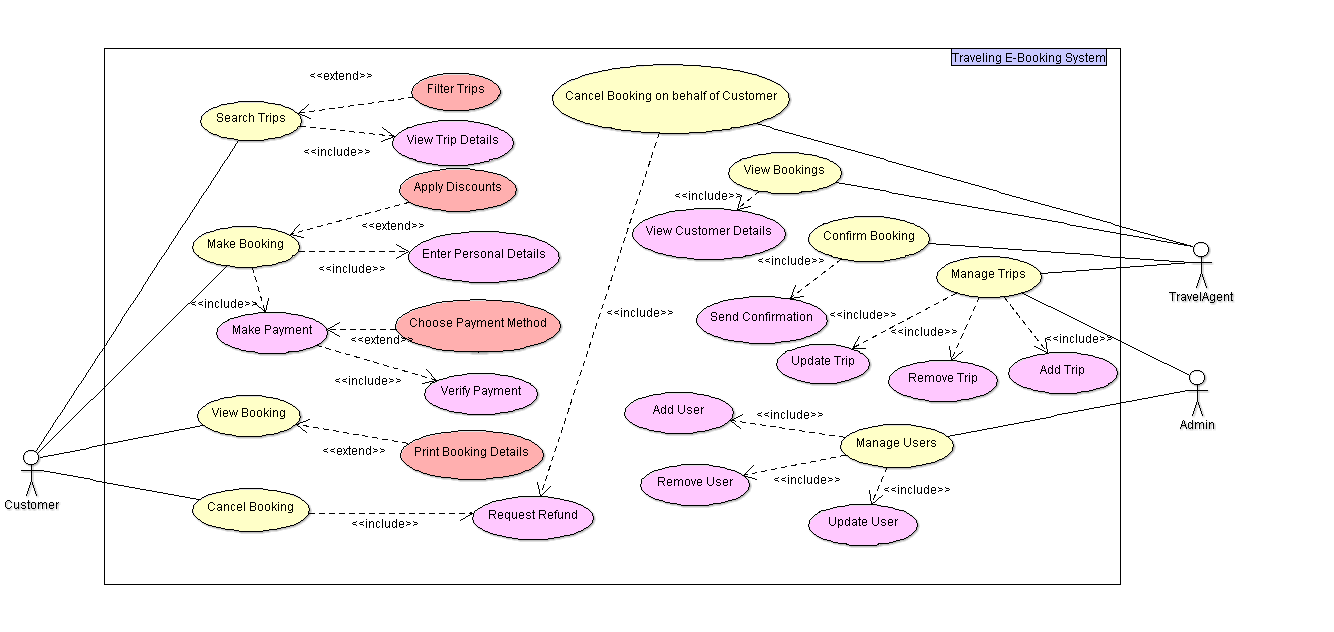 Traveling E-Booking System
<<extend>>
Filter Trips
Cancel Booking on behalf of Customer
Search Trips
View Trip Details
<<include>>
View Bookings
Apply Discounts
<<include>>
<<extend>>
View Customer Details
Confirm Booking
Make Booking
Enter Personal Details
<<include>>
<<include>>
Manage Trips
TravelAgent
<<include>>
<<include>>
Send Confirmation
<<include>>
Choose Payment Method
Make Payment
<<include>>
<<extend>>
<<include>>
Update Trip
Add Trip
Remove Trip
<<include>>
Verify Payment
View Booking
Add User
<<include>>
Admin
Manage Users
<<extend>>
Print Booking Details
Remove User
<<include>>
<<include>>
Customer
Cancel Booking
Request Refund
<<include>>
Update User